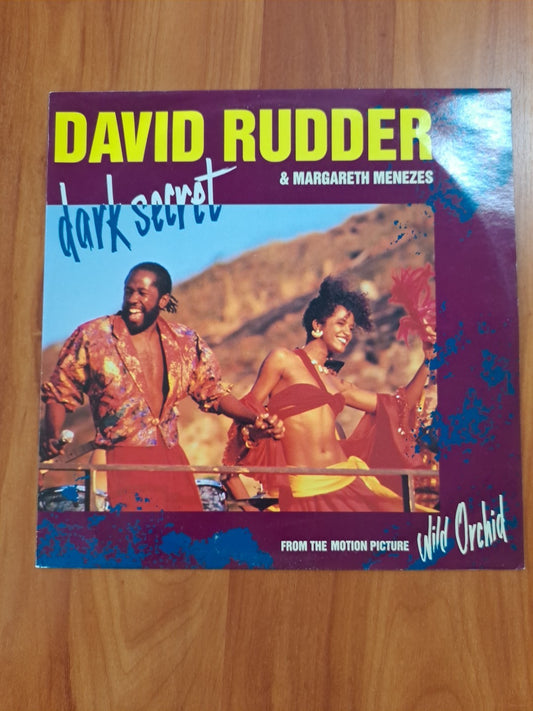 DAVID RUDDER
& MARGARETH MENEZES
dark secret
FROM THE MOTION PICTURE Wild Orchid